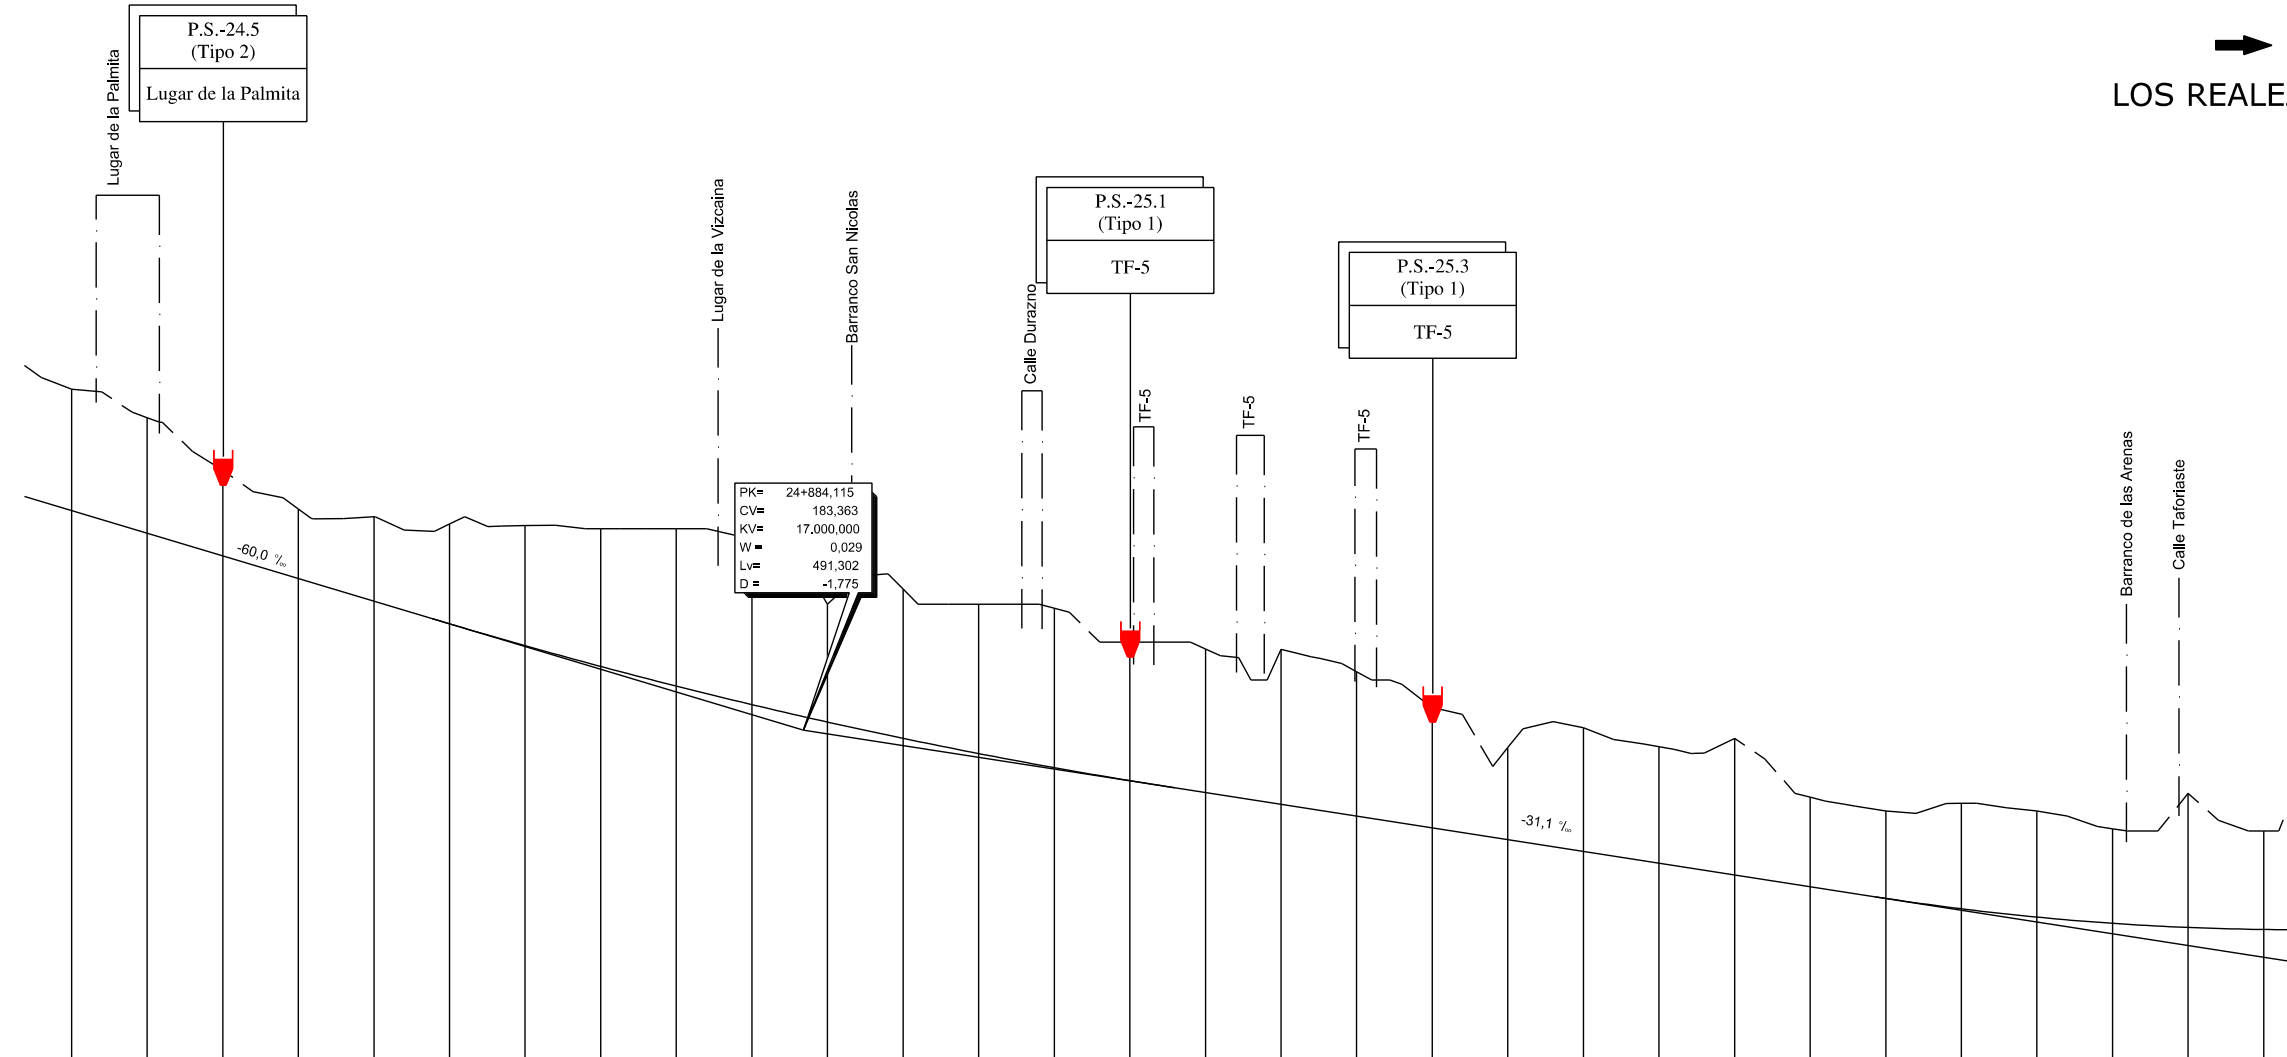 P.S.-24.5
(Tipo 2)
Lugar de la Palmita
Lugar de la Palmita
LOS REALE
Lugar de la Vizcaina
Barranco San Nicolas
P.S.-25.1
(Tipo 1)
TF-5
Calle Durazno
P.S.-25.3
(Tipo 1)
TF-5
TF-5
TF-5
TF-5
Barranco de las Arenas
Calle Taforiaste
PK= 24+884,115
CV= 183,363
KV= 17.000,000
W = 0,029
Lv= 491,302
D = -1,775
-60,0 ‰
-31,1 ‰